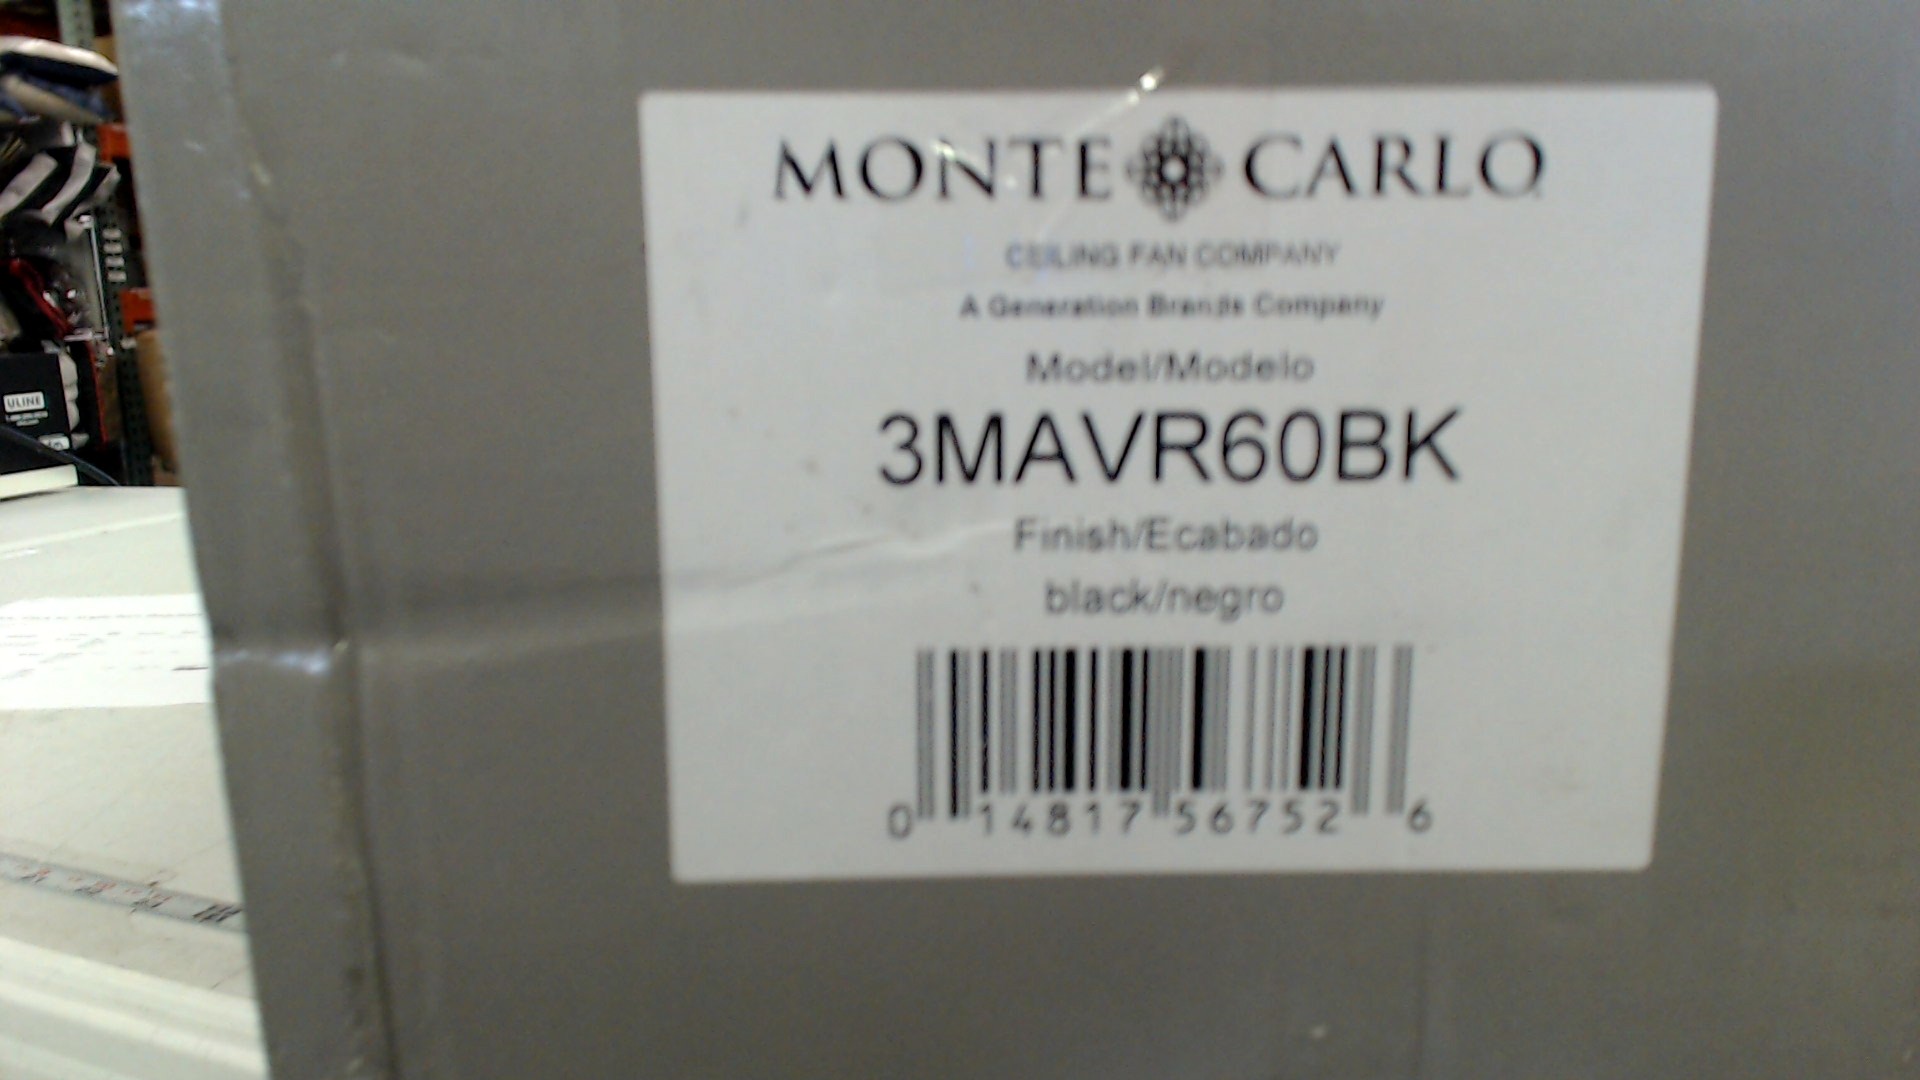 MONTE CARLO
CEILING FAN COMPANY
A Generation Brands Company
Model/Modelo
3MAVR60BK
Finish/Ecabado
black/negro
0 14817 56752 6
ULINE